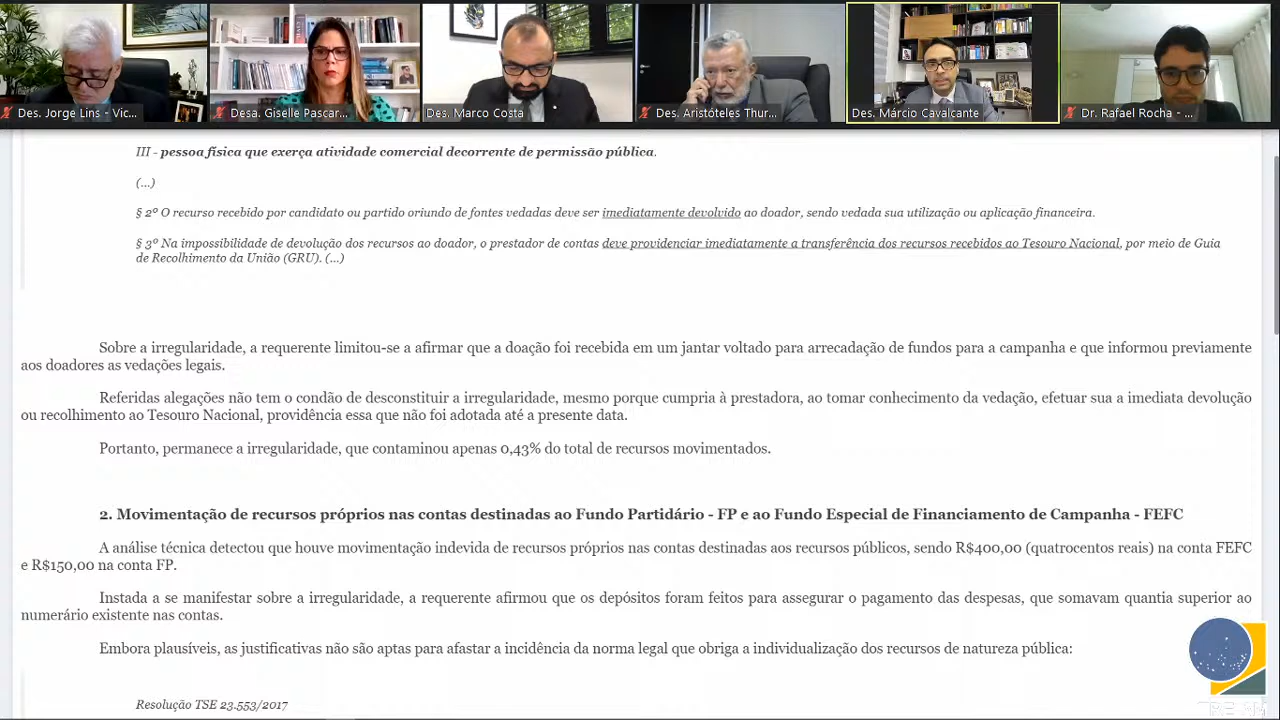 Des. Jorge Lins - Vic...
Desa. Giselle Pascar...
Des. Marco Costa
Des. Aristóteles Thur...
Des. Márcio Cavalcante
Dr. Rafael Rocha - ...
III - pessoa física que exerça atividade comercial decorrente de permissão pública.
(...)
§ 2º O recurso recebido por candidato ou partido oriundo de fontes vedadas deve ser imediatamente devolvido ao doador, sendo vedada sua utilização ou aplicação financeira.
§ 3º Na impossibilidade de devolução dos recursos ao doador, o prestador de contas deve providenciar imediatamente a transferência dos recursos recebidos ao Tesouro Nacional, por meio de Guia
de Recolhimento da União (GRU). (...)
Sobre a irregularidade, a requerente limitou-se a afirmar que a doação foi recebida em um jantar voltado para arrecadação de fundos para a campanha e que informou previamente
aos doadores as vedações legais.
Referidas alegações não tem o condão de desconstituir a irregularidade, mesmo porque cumpria à prestadora, ao tomar conhecimento da vedação, efetuar sua a imediata devolução
ou recolhimento ao Tesouro Nacional, providência essa que não foi adotada até a presente data.
Portanto, permanece a irregularidade, que contaminou apenas 0,43% do total de recursos movimentados.
2. Movimentação de recursos próprios nas contas destinadas ao Fundo Partidário - FP e ao Fundo Especial de Financiamento de Campanha - FEFC
A análise técnica detectou que houve movimentação indevida de recursos próprios nas contas destinadas aos recursos públicos, sendo R$400,00 (quatrocentos reais) na conta FEFC
e R$150,00 na conta FP.
Instada a se manifestar sobre a irregularidade, a requerente afirmou que os depósitos foram feitos para assegurar o pagamento das despesas, que somavam quantia superior ao
numerário existente nas contas.
Embora plausíveis, as justificativas não são aptas para afastar a incidência da norma legal que obriga a individualização dos recursos de natureza pública:
Resolução TSE 23.553/2017